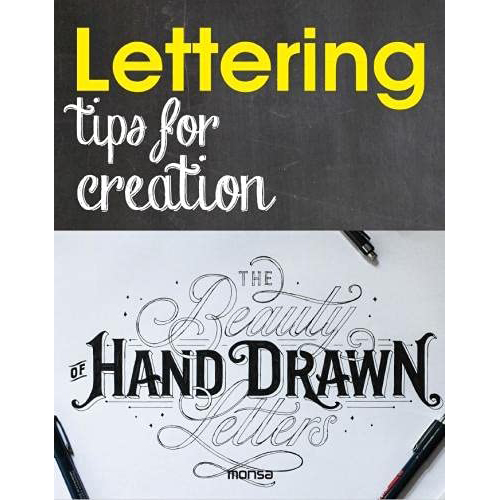 Lettering
tips for
creation
THE
Beauty
OF HAND DRAWN
Letters
monsa